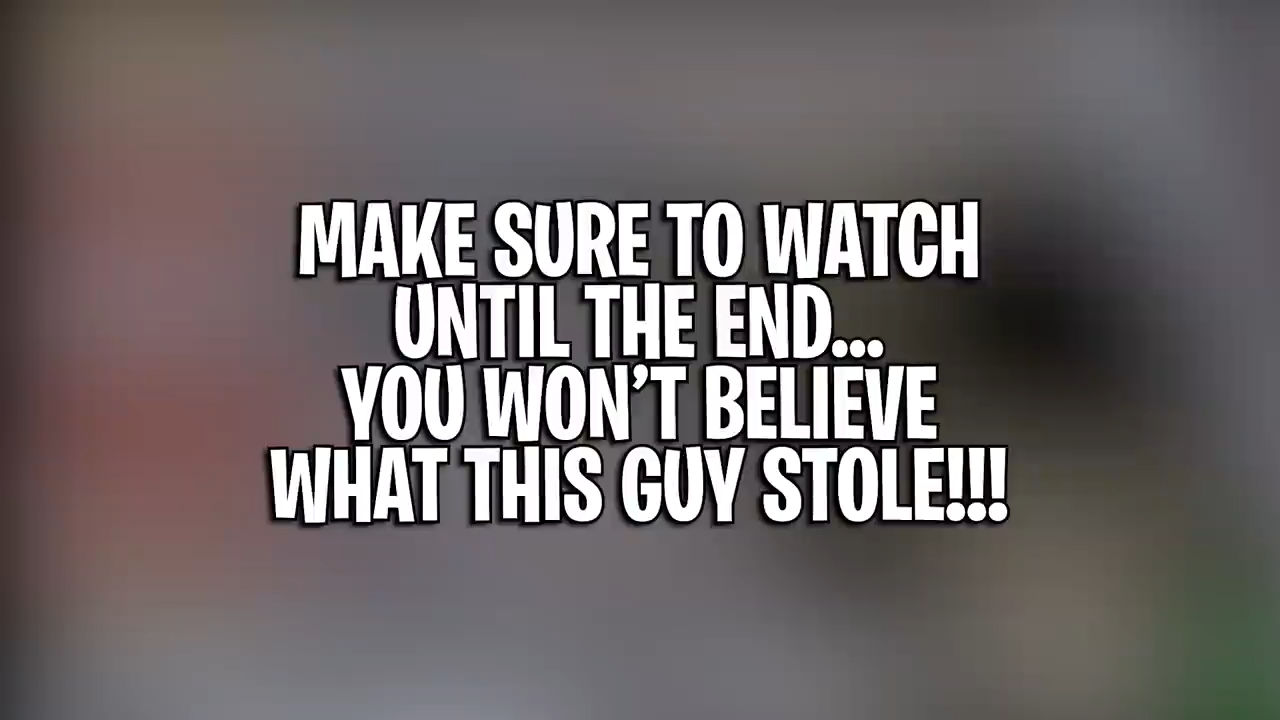 MAKE SURE TO WATCH
UNTIL THE END...
YOU WON'T BELIEVE
WHAT THIS GUY STOLE!!!